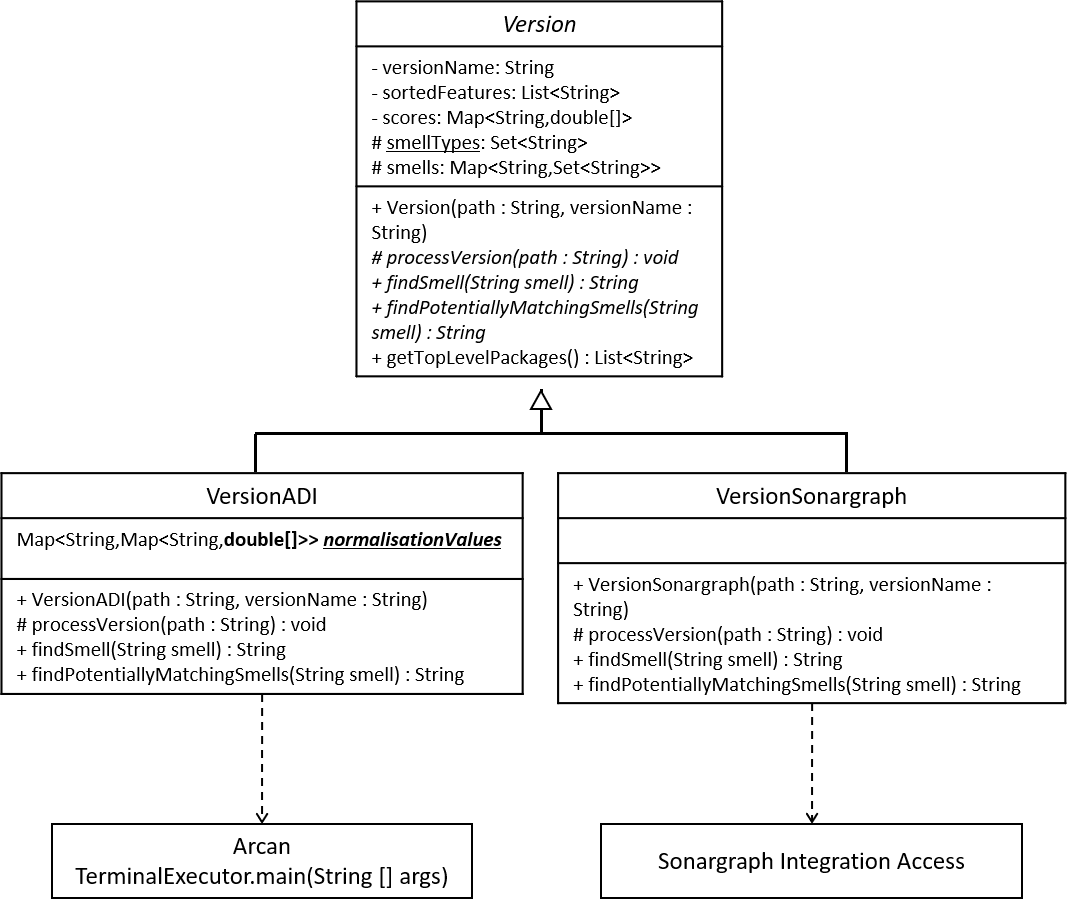 Version
- versionName: String
- sortedFeatures: List<String>
- scores: Map<String,double[]>
# smellTypes: Set<String>
# smells: Map<String,Set<String>>
+ Version(path : String, versionName :
String)
# processVersion(path : String) : void
+ findSmell(String smell) : String
+ findPotentiallyMatchingSmells(String
smell) : String
+ getTopLevelPackages() : List<String>
VersionADI
Map<String,Map<String,double[]>> normalisationValues
+ VersionADI(path : String, versionName : String)
# processVersion(path : String) : void
+ findSmell(String smell) : String
+ findPotentiallyMatchingSmells(String smell) : String
VersionSonargraph
+ VersionSonargraph(path : String, versionName :
String)
# processVersion(path : String) : void
+ findSmell(String smell) : String
+ findPotentiallyMatchingSmells(String smell) : String
Arcan
TerminalExecutor.main(String [] args)
Sonargraph Integration Access